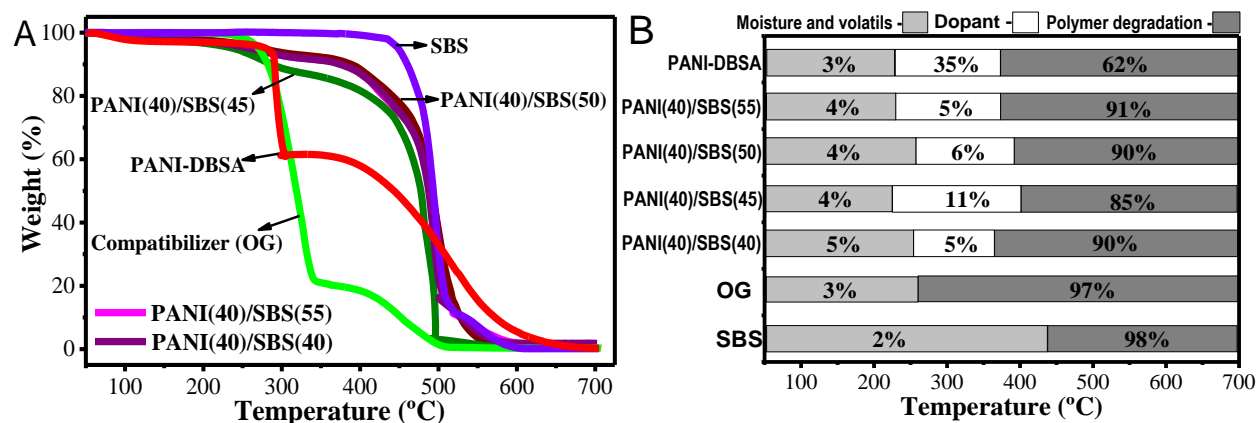 A
100
80
60
40
20
0
Weight (%)
SBS
PANI(40)/SBS(45)
PANI(40)/SBS(50)
PANI-DBSA
Compatibilizer (OG)
PANI(40)/SBS(55)
PANI(40)/SBS(40)
100 200 300 400 500 600 700
Temperature (ºC)
B
Moisture and volatils - Dopant - Polymer degradation-
PANI-DBSA 3% 35% 62%
PANI(40)/SBS(55) 4% 5% 91%
PANI(40)/SBS(50) 4% 6% 90%
PANI(40)/SBS(45) 4% 11% 85%
PANI(40)/SBS(40) 5% 5% 90%
OG 3% 97%
SBS 2% 98%
100 200 300 400 500 600 700
Temperature (ºC)